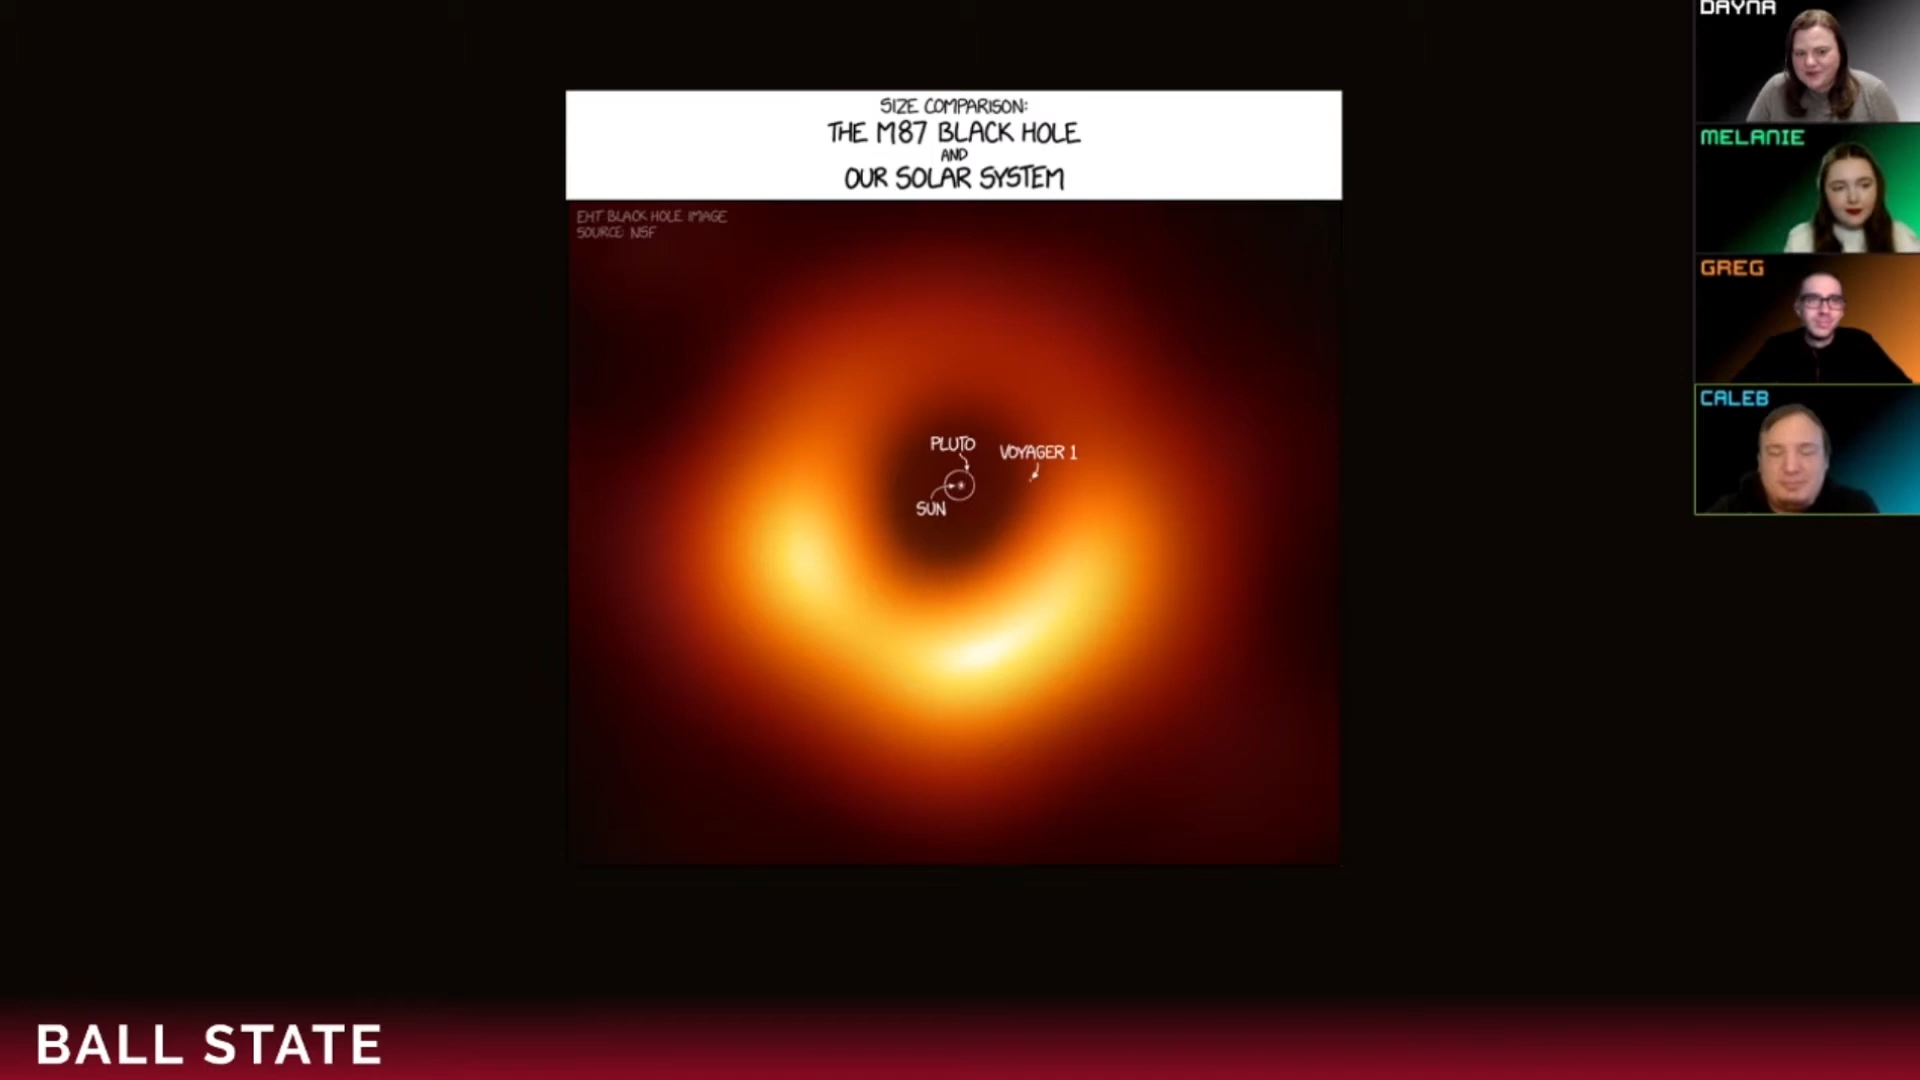 SIZE COMPARISON:
THE M87 BLACK HOLE
AND
OUR SOLAR SYSTEM
EHT BLACK HOLE IMAGE
SOURCE: NSF
PLUTO
VOYAGER 1
SUN
DAYNA
MELANIE
GREG
CALEB
BALL STATE